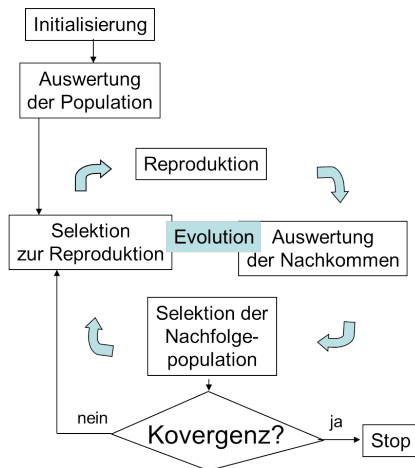 Initialisierung
Auswertung
der Population
Reproduktion
Selektion
zur Reproduktion
Evolution
Auswertung
der Nachkommen
Selektion der
Nachfolge-
population
nein
Kovergenz?
ja
Stop